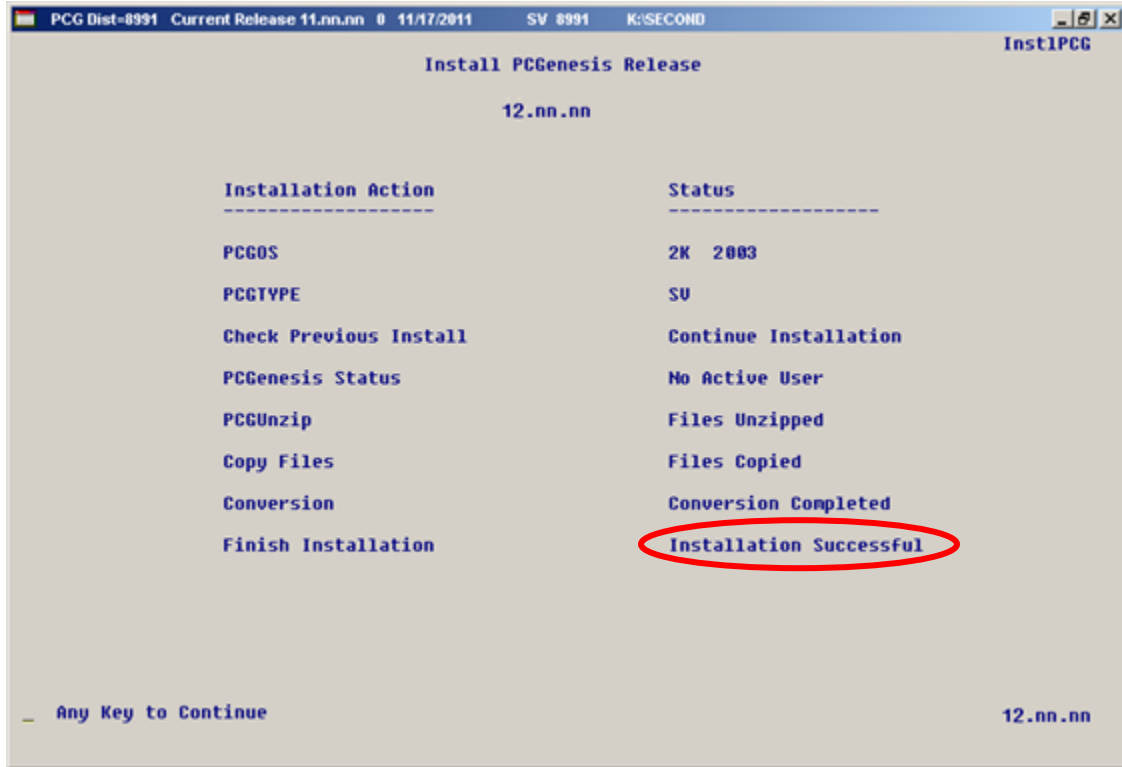 PCG Dist=8991 Current Release 11.nn.nn 0 11/17/2011 SV 8991 K:\SECOND
InstlPCG
Install PCGenesis Release
12.nn.nn
Installation Action Status
------------------- -------------------
PCGOS 2K 2003
PCGTYPE SV
Check Previous Install Continue Installation
PCGenesis Status No Active User
PCGUnzip Files Unzipped
Copy Files Files Copied
Conversion Conversion Completed
Finish Installation Installation Successful
_ Any Key to Continue 12.nn.nn